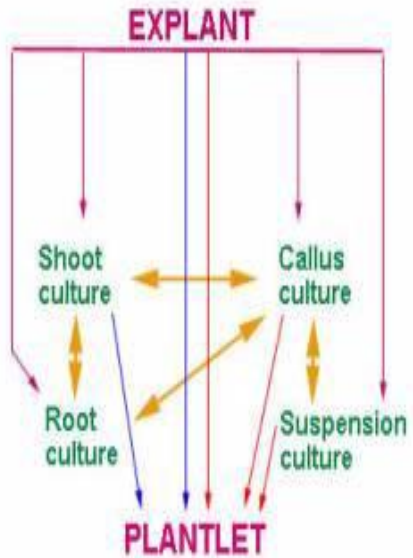 EXPLANT
Shoot
culture
Callus
culture
Root
culture
Suspension
culture
PLANTLET